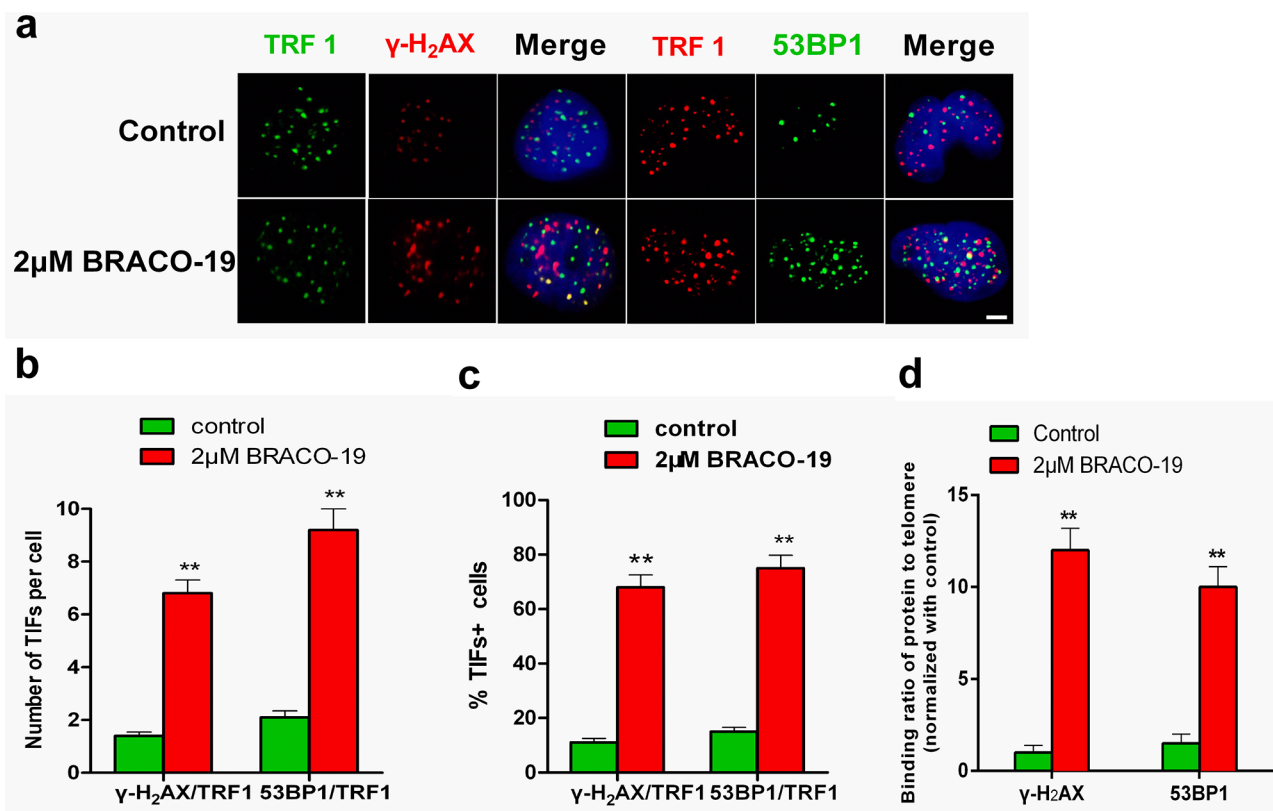 a
TRF 1 γ-H₂AX Merge TRF 1 53BP1 Merge
Control
2µM BRACO-19
b
control
2µM BRACO-19
Number of TIFs per cell
10
8
6
4
2
0
**
**
γ-H₂AX/TRF1 53BP1/TRF1
c
control
2µM BRACO-19
% TIFs+ cells
100
80
60
40
20
0
**
**
γ-H₂AX/TRF1 53BP1/TRF1
d
Control
2µM BRACO-19
Binding ratio of protein to telomere
(normalized with control)
15
10
5
0
**
**
γ-H2AX 53BP1